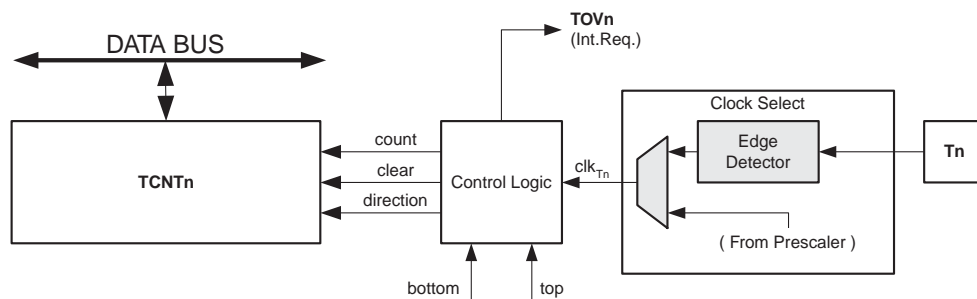 TOVn
(Int.Req.)
DATA BUS
Clock Select
count
Edge
Detector
Tn
TCNTn
clear
Control Logic
clkTn
direction
( From Prescaler )
bottom
top